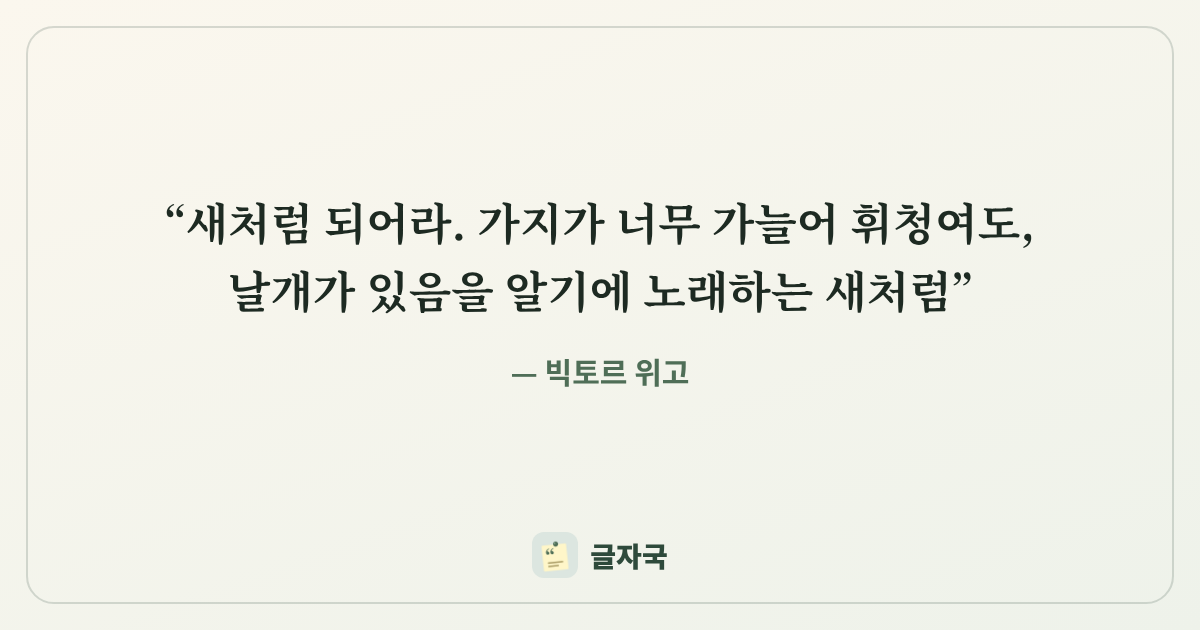 “새처럼 되어라. 가지가 너무 가늘어 휘청여도,
날개가 있음을 알기에 노래하는 새처럼”
— 빅토르 위고
글자국